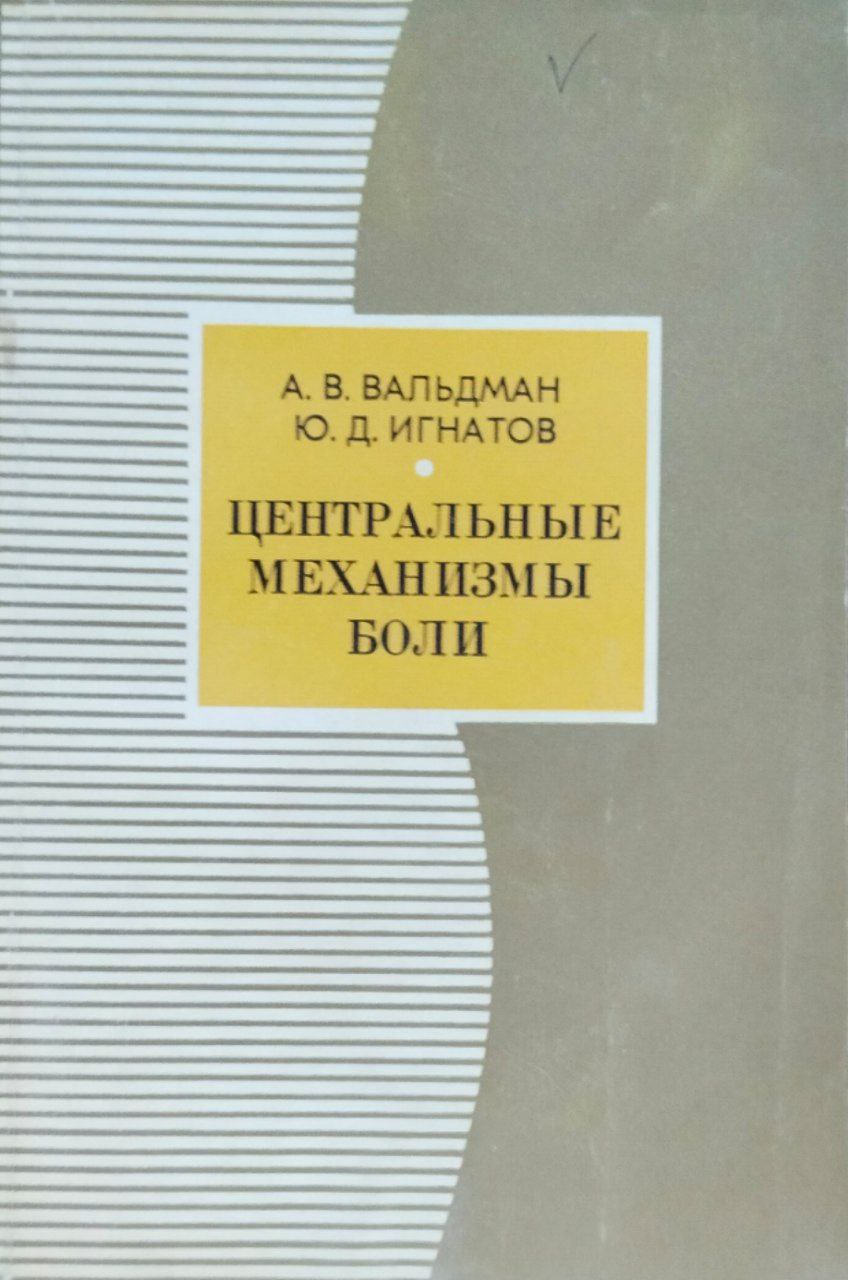 А. В. ВАЛЬДМАН
Ю. Д. ИГНАТОВ
ЦЕНТРАЛЬНЫЕ
МЕХАНИЗМЫ
БОЛИ